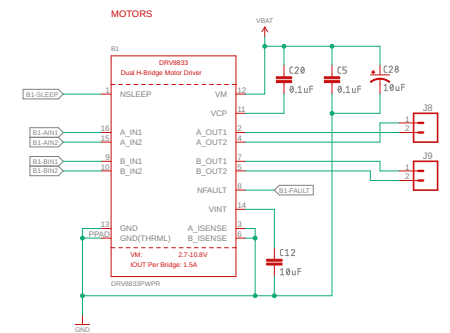 MOTORS
VBAT
B1
DRV8833
Dual H-Bridge Motor Driver
C20
0.1uF
C5
0.1uF
C28
10uF
B1-SLEEP
1
NSLEEP
VM
12
VCP
11
J8
B1-AIN1
16
A_IN1
A_OUT1
2
1
B1-AIN2
15
A_IN2
A_OUT2
4
2
J9
B1-BIN1
9
B_IN1
B_OUT1
7
1
B1-BIN2
10
B_IN2
B_OUT2
5
2
NFAULT
8
B1-FAULT
VINT
14
13
GND
A_ISENSE
3
PPAD
GND(THRML)
B_ISENSE
6
VM: 2.7-10.8V
IOUT Per Bridge: 1.5A
C12
10uF
DRV8833PWPR
GND